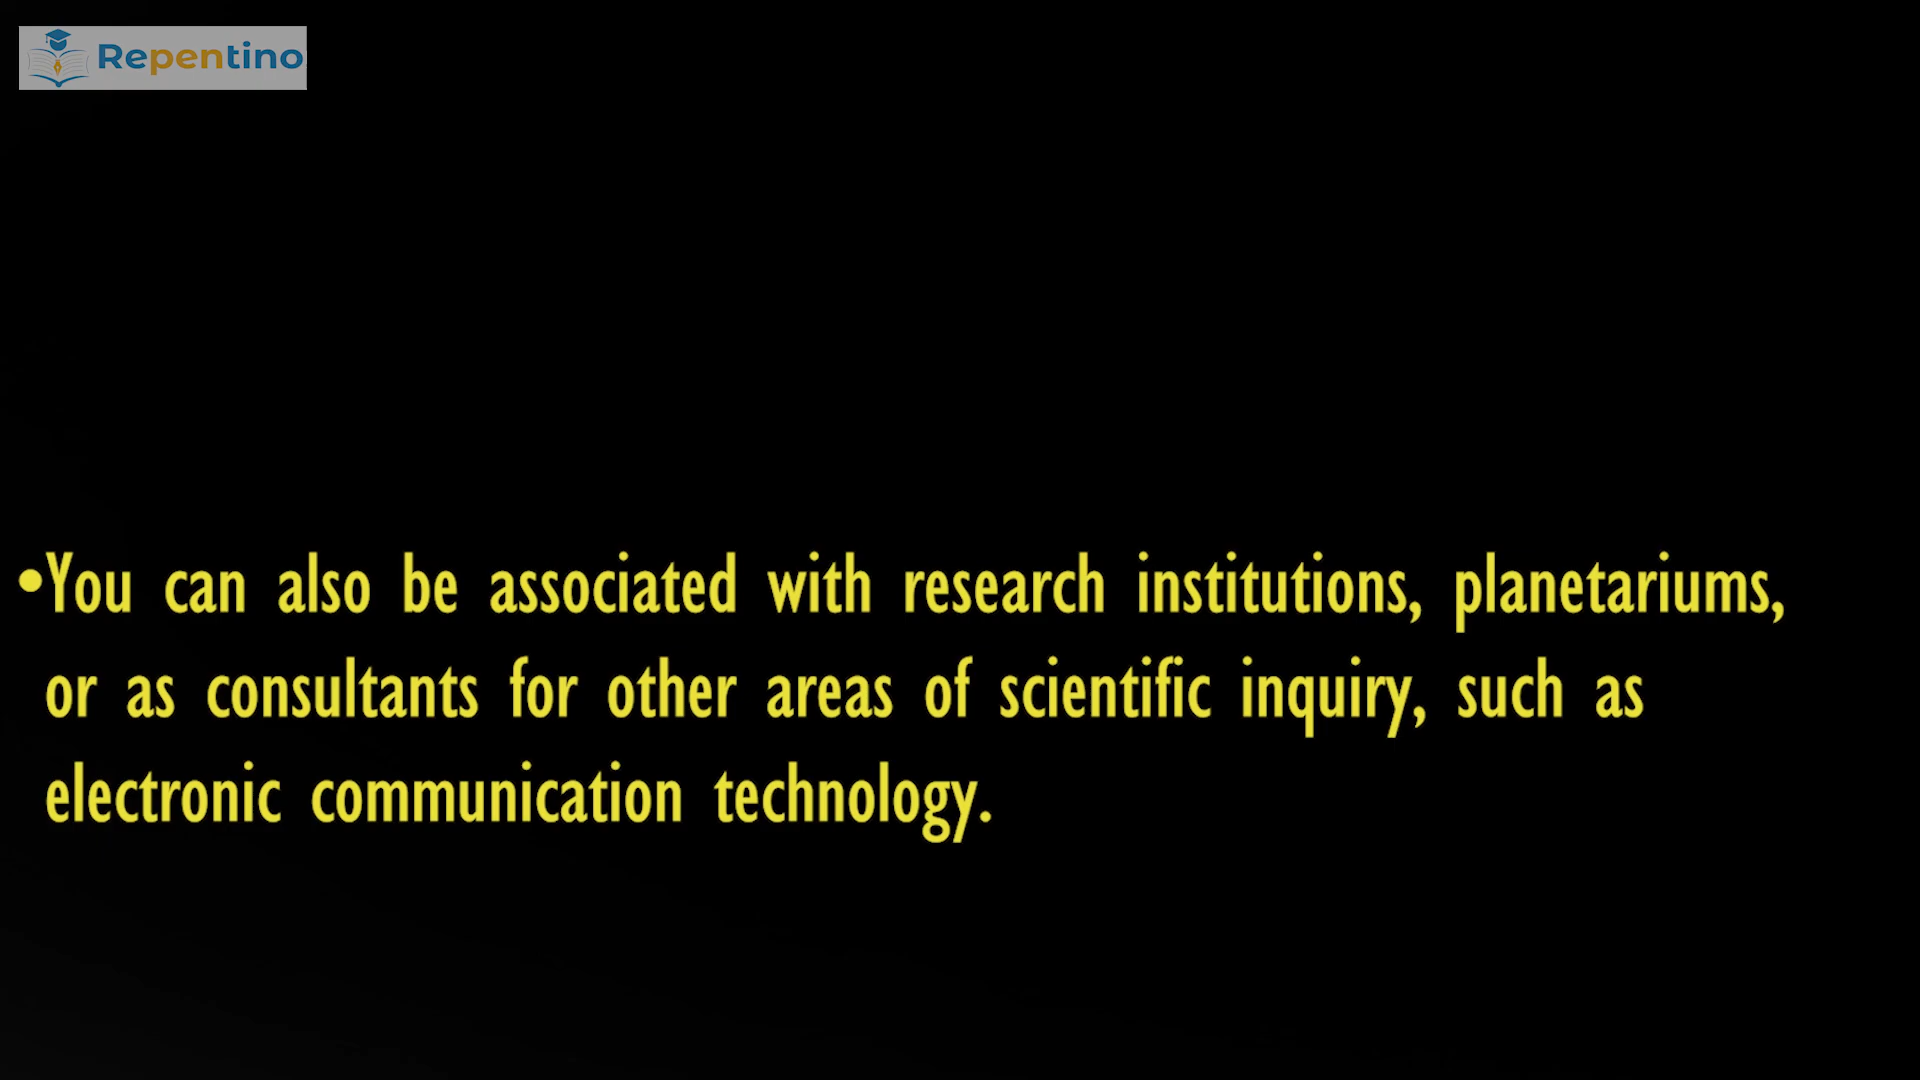 Repentino
•You can also be associated with research institutions, planetariums,
or as consultants for other areas of scientific inquiry, such as
electronic communication technology.